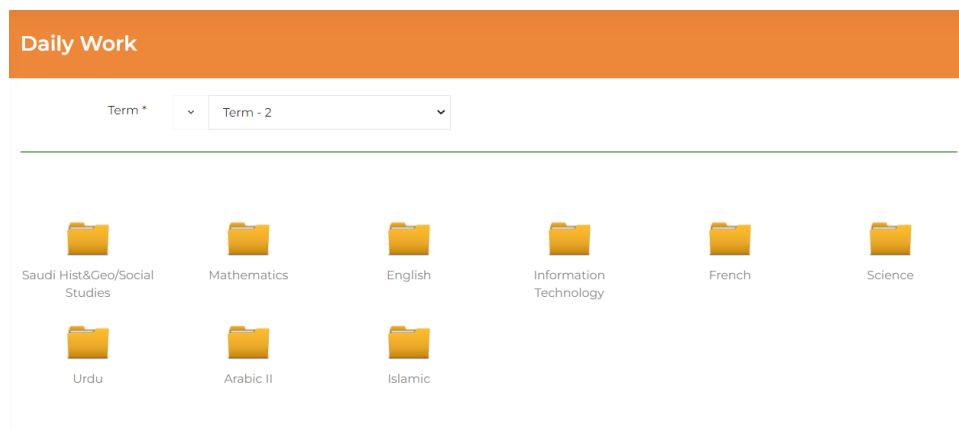 Daily Work
Term *
Term - 2
Saudi Hist&Geo/Social
Studies
Mathematics
English
Information
Technology
French
Science
Urdu
Arabic II
Islamic